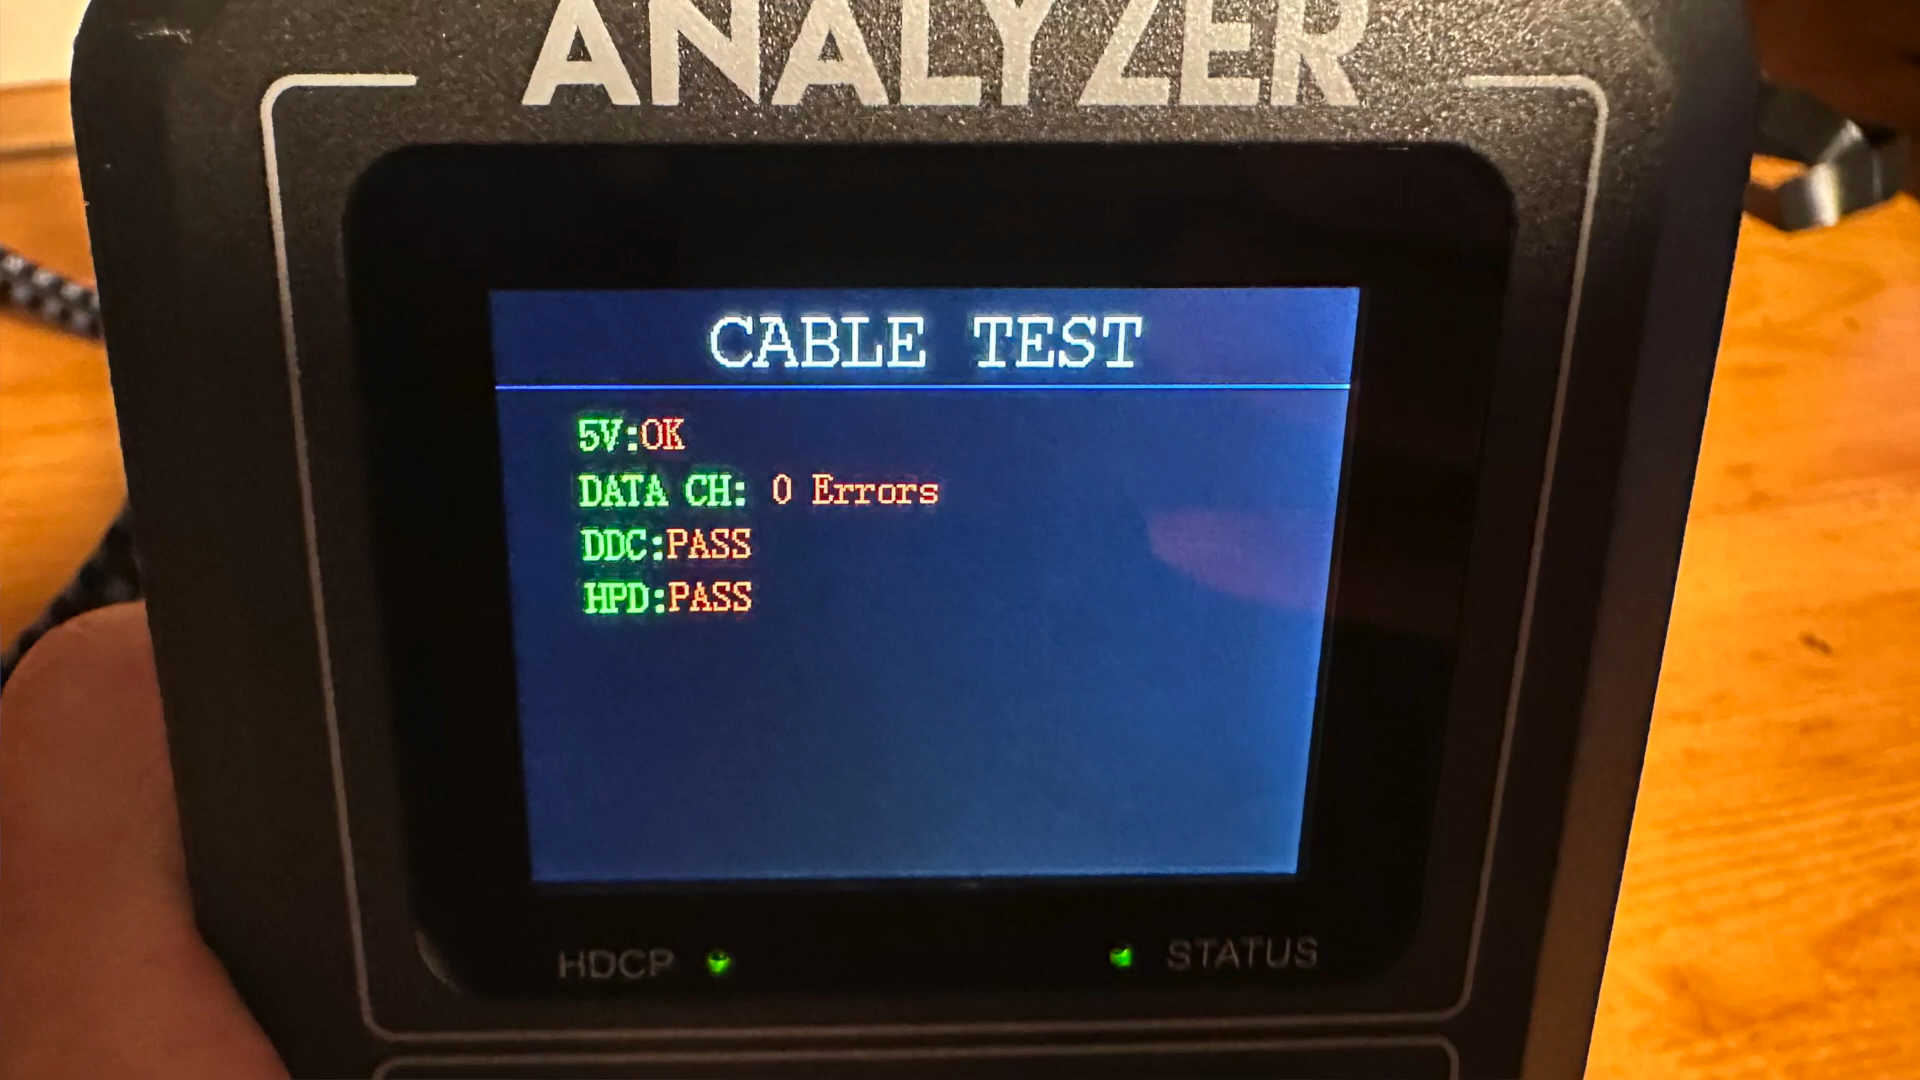 ANALYZER
CABLE TEST
5V:OK
DATA CH: 0 Errors
DDC:PASS
HPD:PASS
HDCP
STATUS